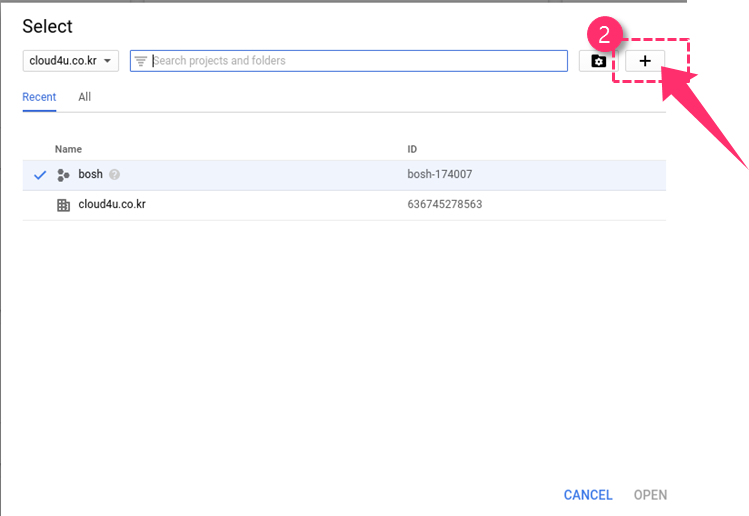 Select
2
cloud4u.co.kr Search projects and folders +
Recent All
Name ID
bosh ? bosh-174007
cloud4u.co.kr 636745278563
CANCEL OPEN